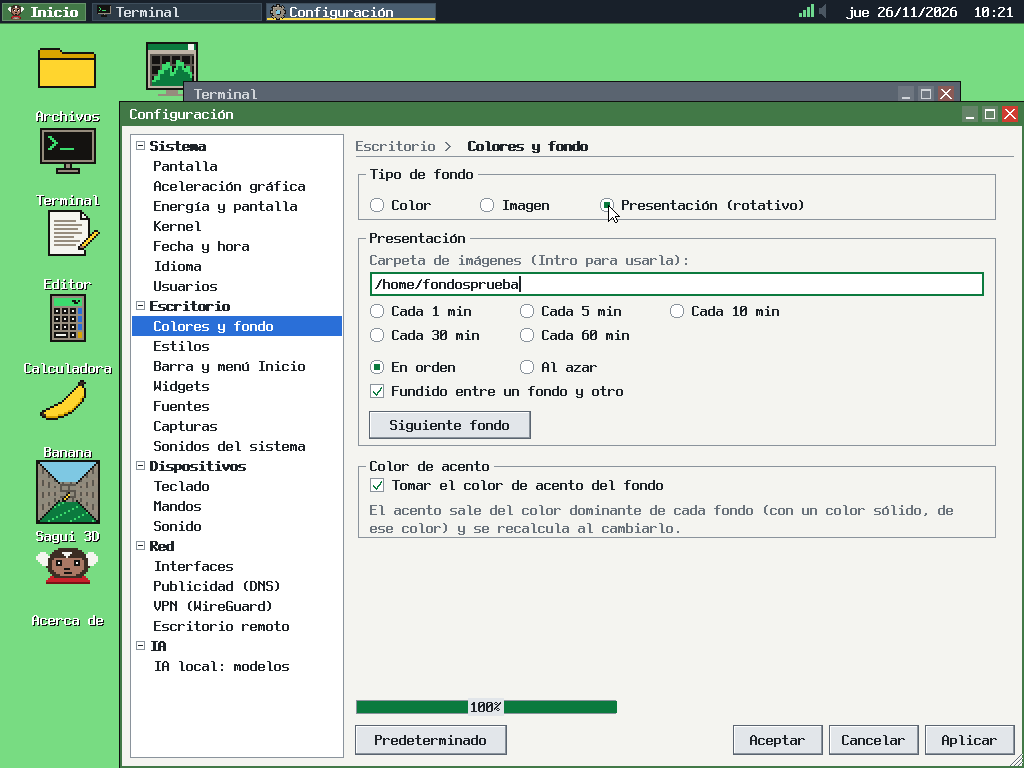 Inicio
Terminal
Configuración
jue 26/11/2026 10:21
Archivos
Terminal
Editor
Calculadora
Banana
Sagui 3D
Acerca de
Terminal
Configuración
Sistema
Pantalla
Aceleración gráfica
Energía y pantalla
Kernel
Fecha y hora
Idioma
Usuarios
Escritorio
Colores y fondo
Estilos
Barra y menú Inicio
Widgets
Fuentes
Capturas
Sonidos del sistema
Dispositivos
Teclado
Mandos
Sonido
Red
Interfaces
Publicidad (DNS)
VPN (WireGuard)
Escritorio remoto
IA
IA local: modelos
Escritorio > Colores y fondo
Tipo de fondo
Color Imagen Presentación (rotativo)
Presentación
Carpeta de imágenes (Intro para usarla):
/home/fondosprueba
Cada 1 min Cada 5 min Cada 10 min
Cada 30 min Cada 60 min
En orden Al azar
Fundido entre un fondo y otro
Siguiente fondo
Color de acento
Tomar el color de acento del fondo
El acento sale del color dominante de cada fondo (con un color sólido, de
ese color) y se recalcula al cambiarlo.
100%
Predeterminado Aceptar Cancelar Aplicar